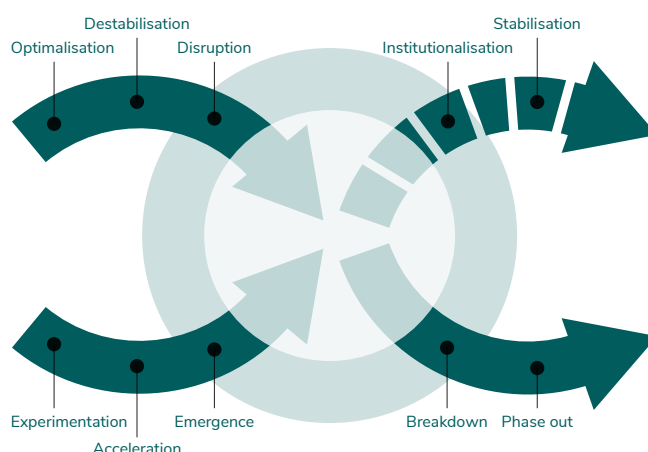 Destabilisation
Stabilisation
Optimalisation
Disruption
Institutionalisation
Experimentation
Emergence
Breakdown
Phase out
Acceleration